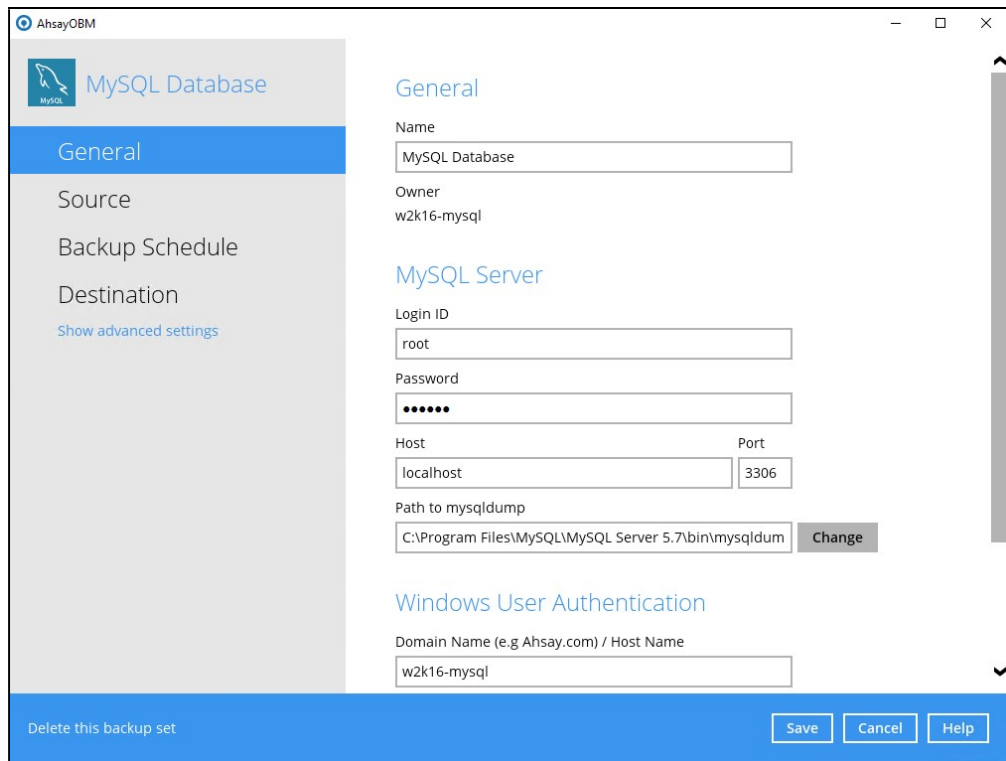 AhsayOBM
MySQL
MySQL Database
General
Source
Backup Schedule
Destination
Show advanced settings
General
Name
MySQL Database
Owner
w2k16-mysql
MySQL Server
Login ID
root
Password
••••••
Host Port
localhost 3306
Path to mysqldump
C:\Program Files\MySQL\MySQL Server 5.7\bin\mysqldum Change
Windows User Authentication
Domain Name (e.g Ahsay.com) / Host Name
w2k16-mysql
Delete this backup set
Save Cancel Help